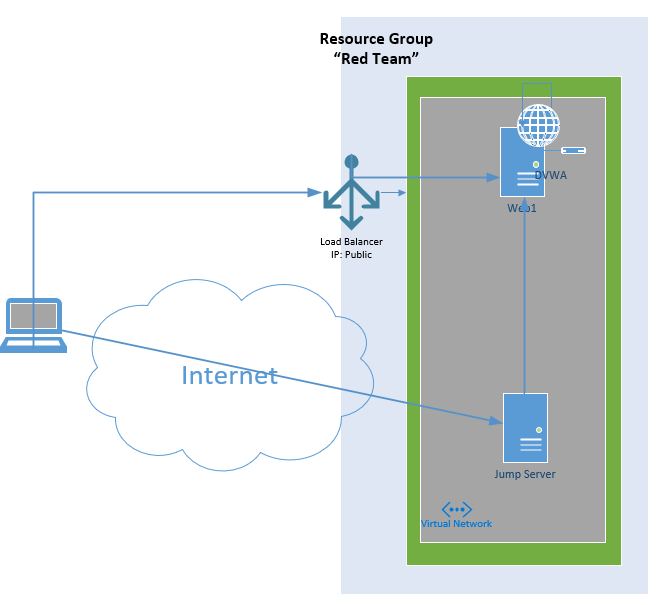 Resource Group
“Red Team”
DVWA
Web1
Load Balancer
IP: Public
Internet
Jump Server
Virtual Network